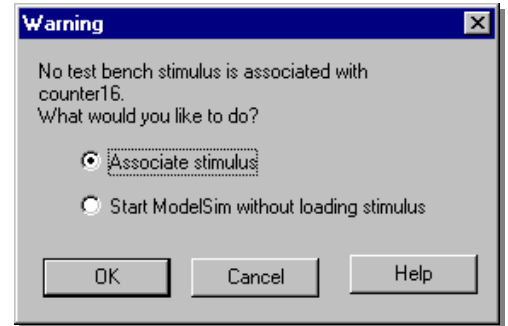 Warning
No test bench stimulus is associated with
counter16.
What would you like to do?
Associate stimulus
Start ModelSim without loading stimulus
OK Cancel Help